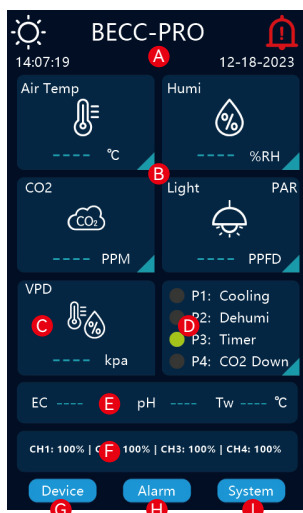 BECC-PRO
14:07:19 A 12-18-2023
Air Temp Humi
---- °C ---- %RH
B
CO2 Light PAR
CO₂
---- PPM ---- PPFD
VPD P1: Cooling
C % D P2: Dehumi
P3: Timer
---- kpa P4: CO2 Down
EC ---- E pH ---- Tw ---- °C
CH1: 100% | F 100% | CH3: 100% | CH4: 100%
Device Alarm System
G H I